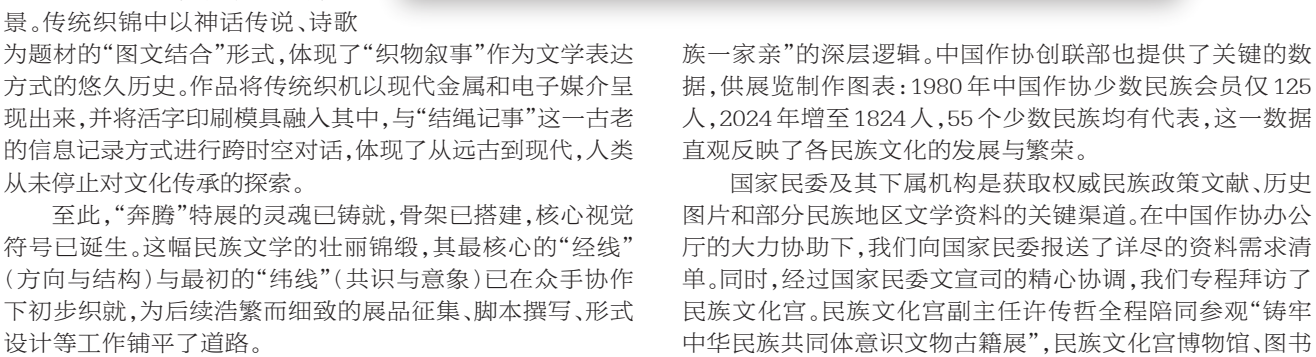 景。传统织锦中以神话传说、诗歌
为题材的“图文结合”形式,体现了“织物叙事”作为文学表达
方式的悠久历史。作品将传统织机以现代金属和电子媒介呈
现出来,并将活字印刷模具融入其中,与“结绳记事”这一古老
的信息记录方式进行跨时空对话,体现了从远古到现代,人类
从未停止对文化传承的探索。
至此,“奔腾”特展的灵魂已铸就,骨架已搭建,核心视觉
符号已诞生。这幅民族文学的壮丽锦缎,其最核心的“经线”
(方向与结构)与最初的“纬线”(共识与意象)已在众手协作
下初步织就,为后续浩繁而细致的展品征集、脚本撰写、形式
设计等工作铺平了道路。
族一家亲”的深层逻辑。中国作协创联部也提供了关键的数
据,供展览制作图表:1980年中国作协少数民族会员仅125
人,2024年增至1824人,55个少数民族均有代表,这一数据
直观反映了各民族文化的发展与繁荣。
国家民委及其下属机构是获取权威民族政策文献、历史
图片和部分民族地区文学资料的关键渠道。在中国作协办公
厅的大力协助下,我们向国家民委报送了详尽的资料需求清
单。同时,经过国家民委文宣司的精心协调,我们专程拜访了
民族文化宫。民族文化宫副主任许传哲全程陪同参观“铸牢
中华民族共同体意识文物古籍展”,民族文化宫博物馆、图书